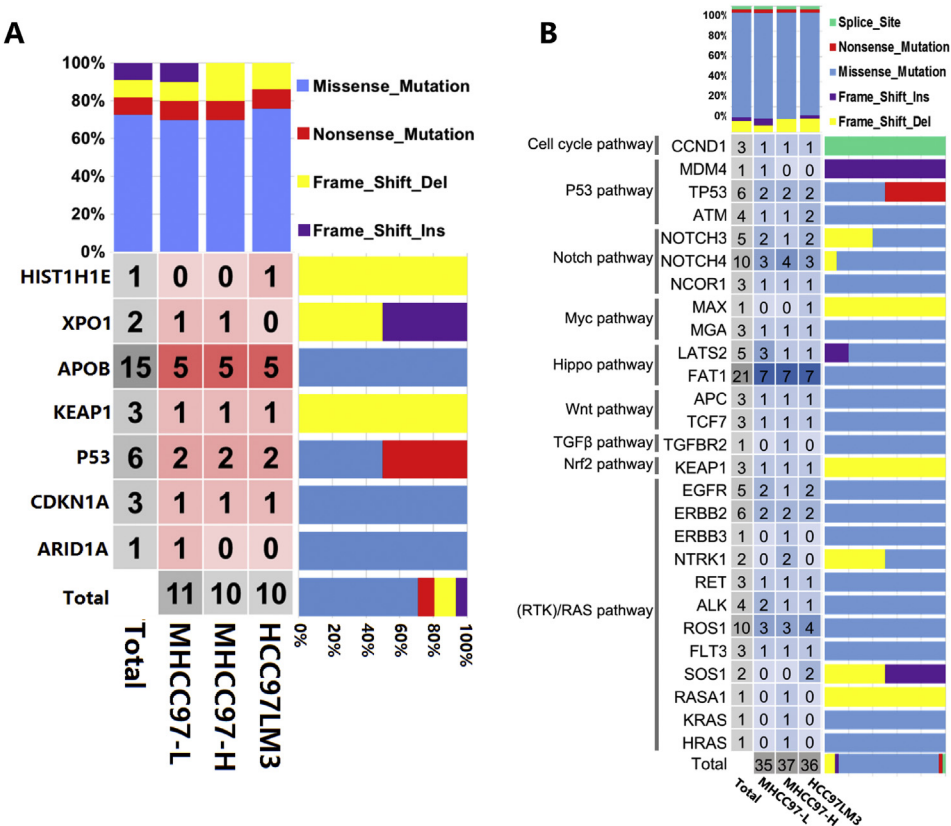 A
100%
80%
60%
40%
20%
0%
Missense_Mutation
Nonsense_Mutation
Frame_Shift_Del
Frame_Shift_Ins
HIST1H1E 1 0 0 1
XPO1 2 1 1 0
APOB 15 5 5 5
KEAP1 3 1 1 1
P53 6 2 2 2
CDKN1A 3 1 1 1
ARID1A 1 1 0 0
Total 11 10 10
0% 20% 40% 60% 80% 100%
Total MHCC97-L MHCC97-H HCC97LM3
B
100%
80%
60%
40%
20%
0%
Splice_Site
Nonsense_Mutation
Missense_Mutation
Frame_Shift_Ins
Frame_Shift_Del
Cell cycle pathway
CCND1 3 1 1 1
P53 pathway
MDM4 1 1 0 0
TP53 6 2 2 2
ATM 4 1 1 2
Notch pathway
NOTCH3 5 2 1 2
NOTCH4 10 3 4 3
NCOR1 3 1 1 1
Myc pathway
MAX 1 0 0 1
MGA 3 1 1 1
Hippo pathway
LATS2 5 3 1 1
FAT1 21 7 7 7
Wnt pathway
APC 3 1 1 1
TCF7 3 1 1 1
TGFβ pathway
TGFBR2 1 0 1 0
Nrf2 pathway
KEAP1 3 1 1 1
(RTK)/RAS pathway
EGFR 5 2 1 2
ERBB2 6 2 2 2
ERBB3 1 0 1 0
NTRK1 2 0 2 0
RET 3 1 1 1
ALK 4 2 1 1
ROS1 10 3 3 4
FLT3 3 1 1 1
SOS1 2 0 0 2
RASA1 1 0 1 0
KRAS 1 0 1 0
HRAS 1 0 1 0
Total 35 37 36
Total MHCC97-L MHCC97-H HCC97LM3